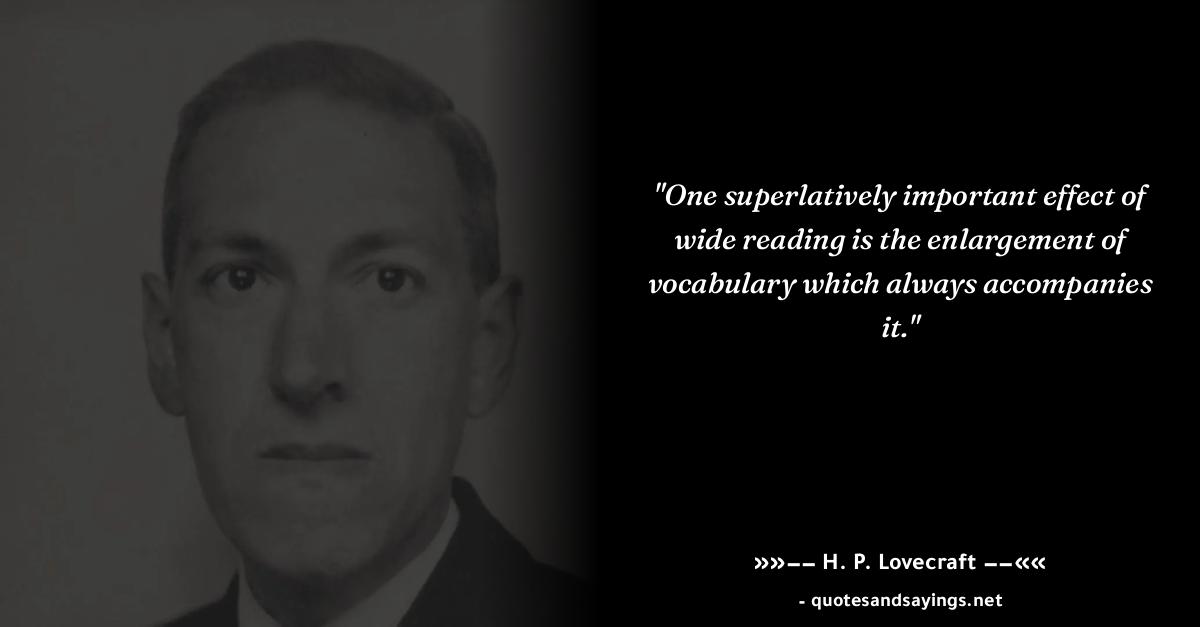 "One superlatively important effect of
wide reading is the enlargement of
vocabulary which always accompanies
it."
»»−− H. P. Lovecraft −−««
- quotesandsayings.net